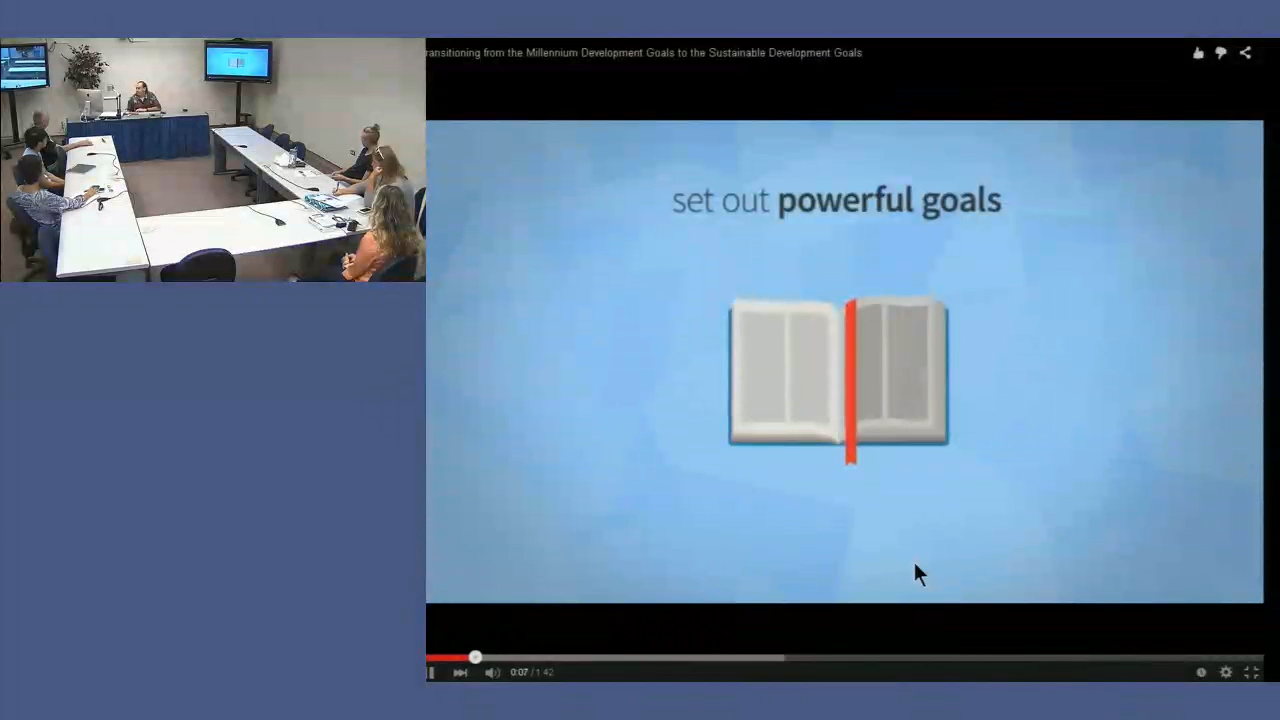 ransitioning from the Millennium Development Goals to the Sustainable Development Goals
set out powerful goals
0:07 / 1:42